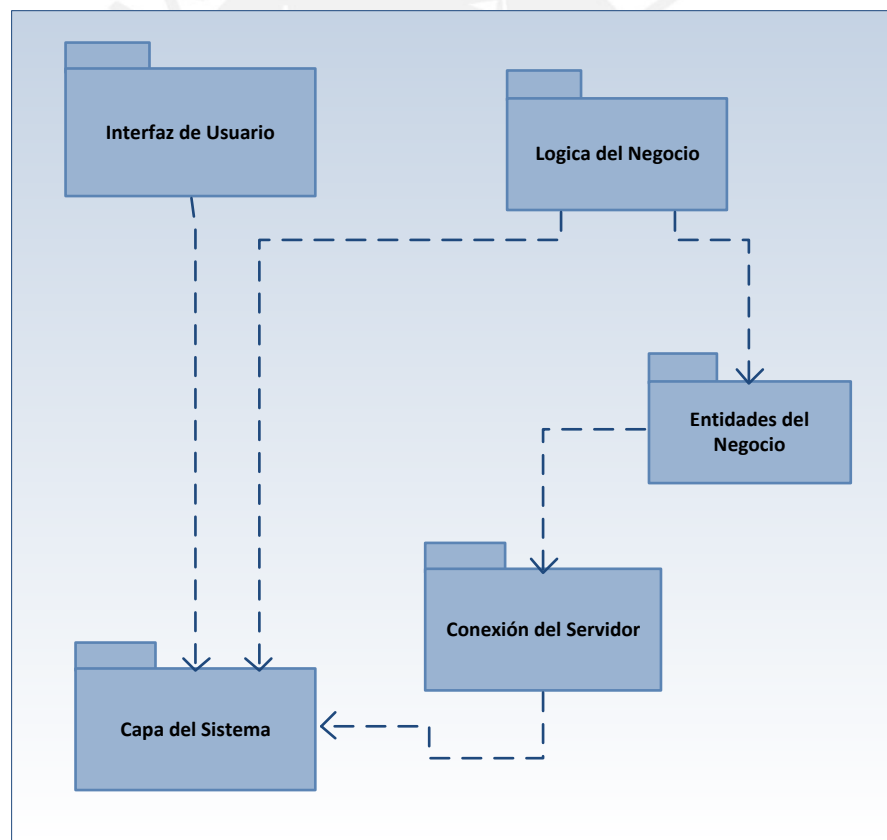 Interfaz de Usuario
Logica del Negocio
Entidades del
Negocio
Conexión del Servidor
Capa del Sistema